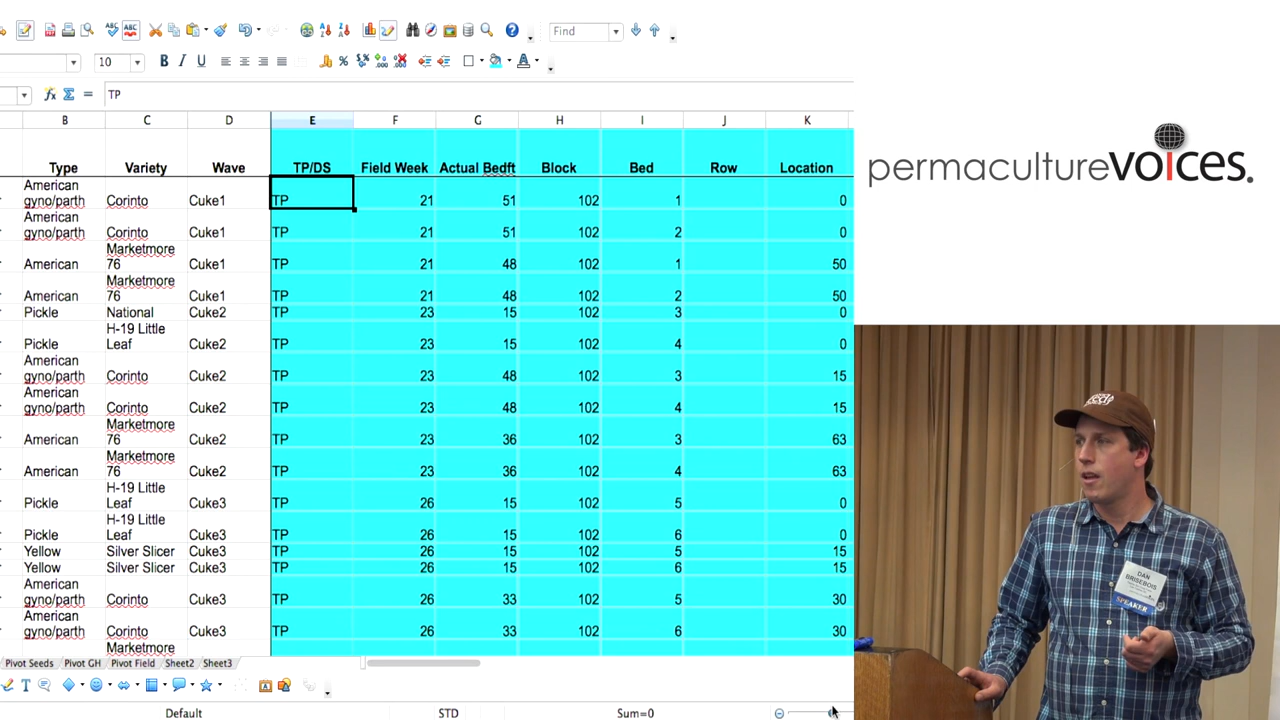 10
Find
TP
B C D E F G H I J K
Type Variety Wave TP/DS Field Week Actual Bedft Block Bed Row Location
American
gyno/parth Corinto Cuke1 TP 21 51 102 1 0
American
gyno/parth Corinto Cuke1 TP 21 51 102 2 0
Marketmore
American 76 Cuke1 TP 21 48 102 1 50
Marketmore
American 76 Cuke1 TP 21 48 102 2 50
Pickle National Cuke2 TP 23 15 102 3 0
H-19 Little
Pickle Leaf Cuke2 TP 23 15 102 4 0
American
gyno/parth Corinto Cuke2 TP 23 48 102 3 15
American
gyno/parth Corinto Cuke2 TP 23 48 102 4 15
Marketmore
American 76 Cuke2 TP 23 36 102 3 63
Marketmore
American 76 Cuke2 TP 23 36 102 4 63
H-19 Little
Pickle Leaf Cuke3 TP 26 15 102 5 0
H-19 Little
Pickle Leaf Cuke3 TP 26 15 102 6 0
Yellow Silver Slicer Cuke3 TP 26 15 102 5 15
Yellow Silver Slicer Cuke3 TP 26 15 102 6 15
American
gyno/parth Corinto Cuke3 TP 26 33 102 5 30
American
gyno/parth Corinto Cuke3 TP 26 33 102 6 30
Marketmore
Pivot Seeds Pivot GH Pivot Field Sheet2 Sheet3
Default STD Sum=0
permaculturevoices.
DAN
BRISEBOIS
SPEAKER